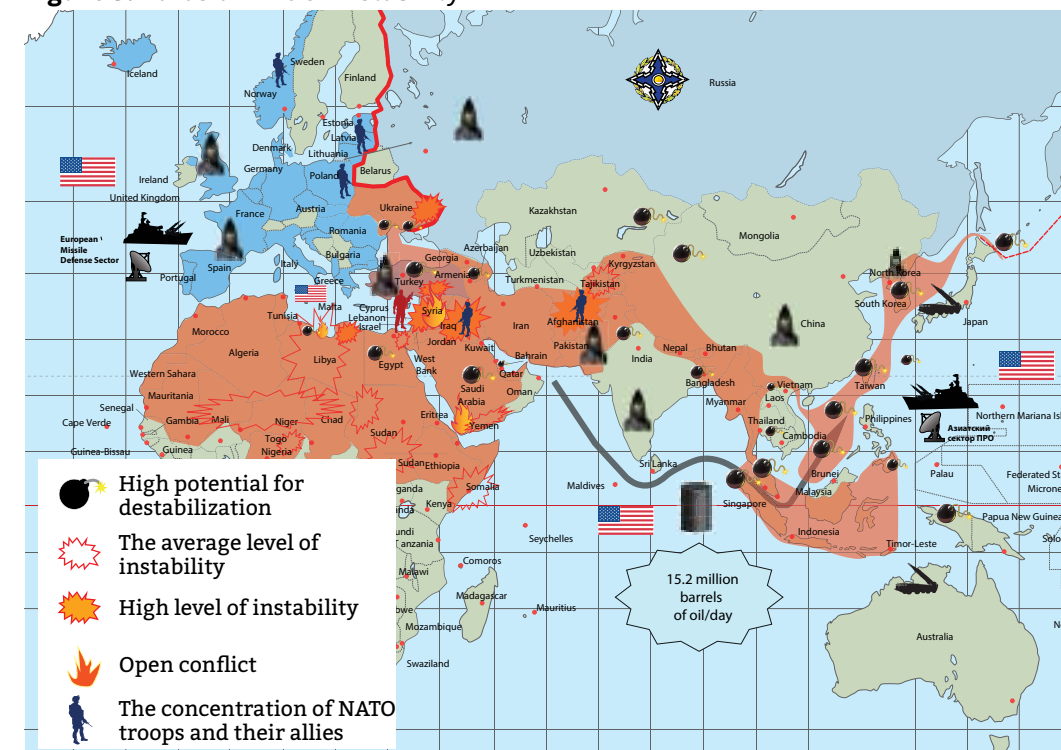 Iceland
Sweden
Finland
Norway
Russia
Estonia
Latvia
Denmark
Lithuania
Germany
Poland
Belarus
Ireland
United Kingdom
France
Austria
Ukraine
Romania
Kazakhstan
Mongolia
European
Missile
Defense Sector
Bulgaria
Italy
Spain
Portugal
Greece
Georgia
Azerbaijan
Armenia
Turkey
Uzbekistan
Turkmenistan
Kyrgyzstan
Tajikistan
North Korea
South Korea
Japan
China
Malta
Tunisia
Cyprus
Lebanon
Israel
Syria
Iraq
Jordan
Kuwait
Iran
Afghanistan
Pakistan
Morocco
Algeria
Libya
Egypt
West
Bank
Bahrain
Qatar
Saudi
Arabia
Oman
India
Nepal
Bhutan
Bangladesh
Myanmar
Vietnam
Laos
Taiwan
Western Sahara
Mauritania
Senegal
Cape Verde
Gambia
Mali
Niger
Chad
Togo
Nigeria
Guinea-Bissau
Guinea
Sudan
Eritrea
Yemen
Thailand
Cambodia
Philippines
Northern Mariana Isl
Азиатский
сектор ПРО
Sudan
Ethiopia
Somalia
Sri Lanka
Maldives
Brunei
Malaysia
Singapore
Palau
Federated Sta
Microne
ganda
Kenya
inda
undi
anzania
Seychelles
Indonesia
Timor-Leste
Papua New Guinea
Solo
Malawi
Comoros
Madagascar
Mauritius
we
Mozambique
Swaziland
Australia
15.2 million
barrels
of oil/day
High potential for
destabilization
The average level of
instability
High level of instability
Open conflict
The concentration of NATO
troops and their allies